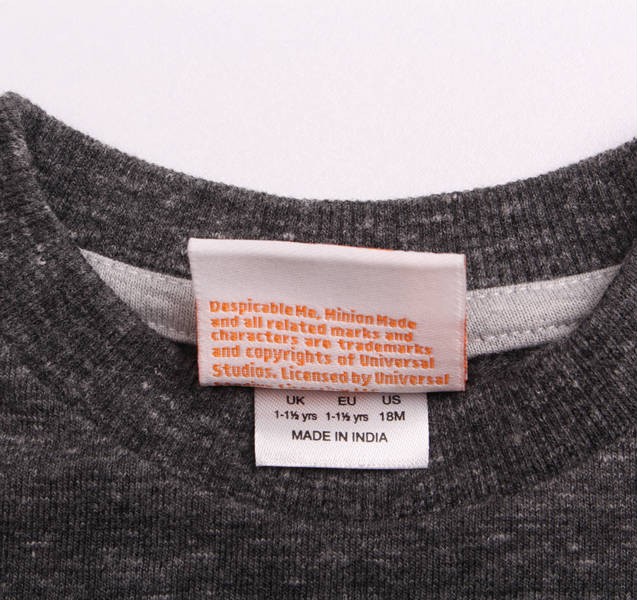 Despicable Me, Minion Made
and all related marks and
characters are trademarks
and copyrights of Universal
Studios. Licensed by Universal
UK EU US
1-1½ yrs 1-1½ yrs 18M
MADE IN INDIA